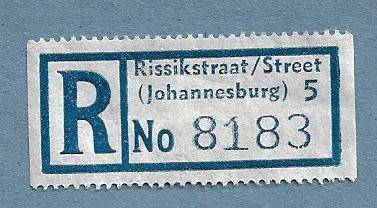 R
Rissikstraat/Street
(Johannesburg) 5
No 8183